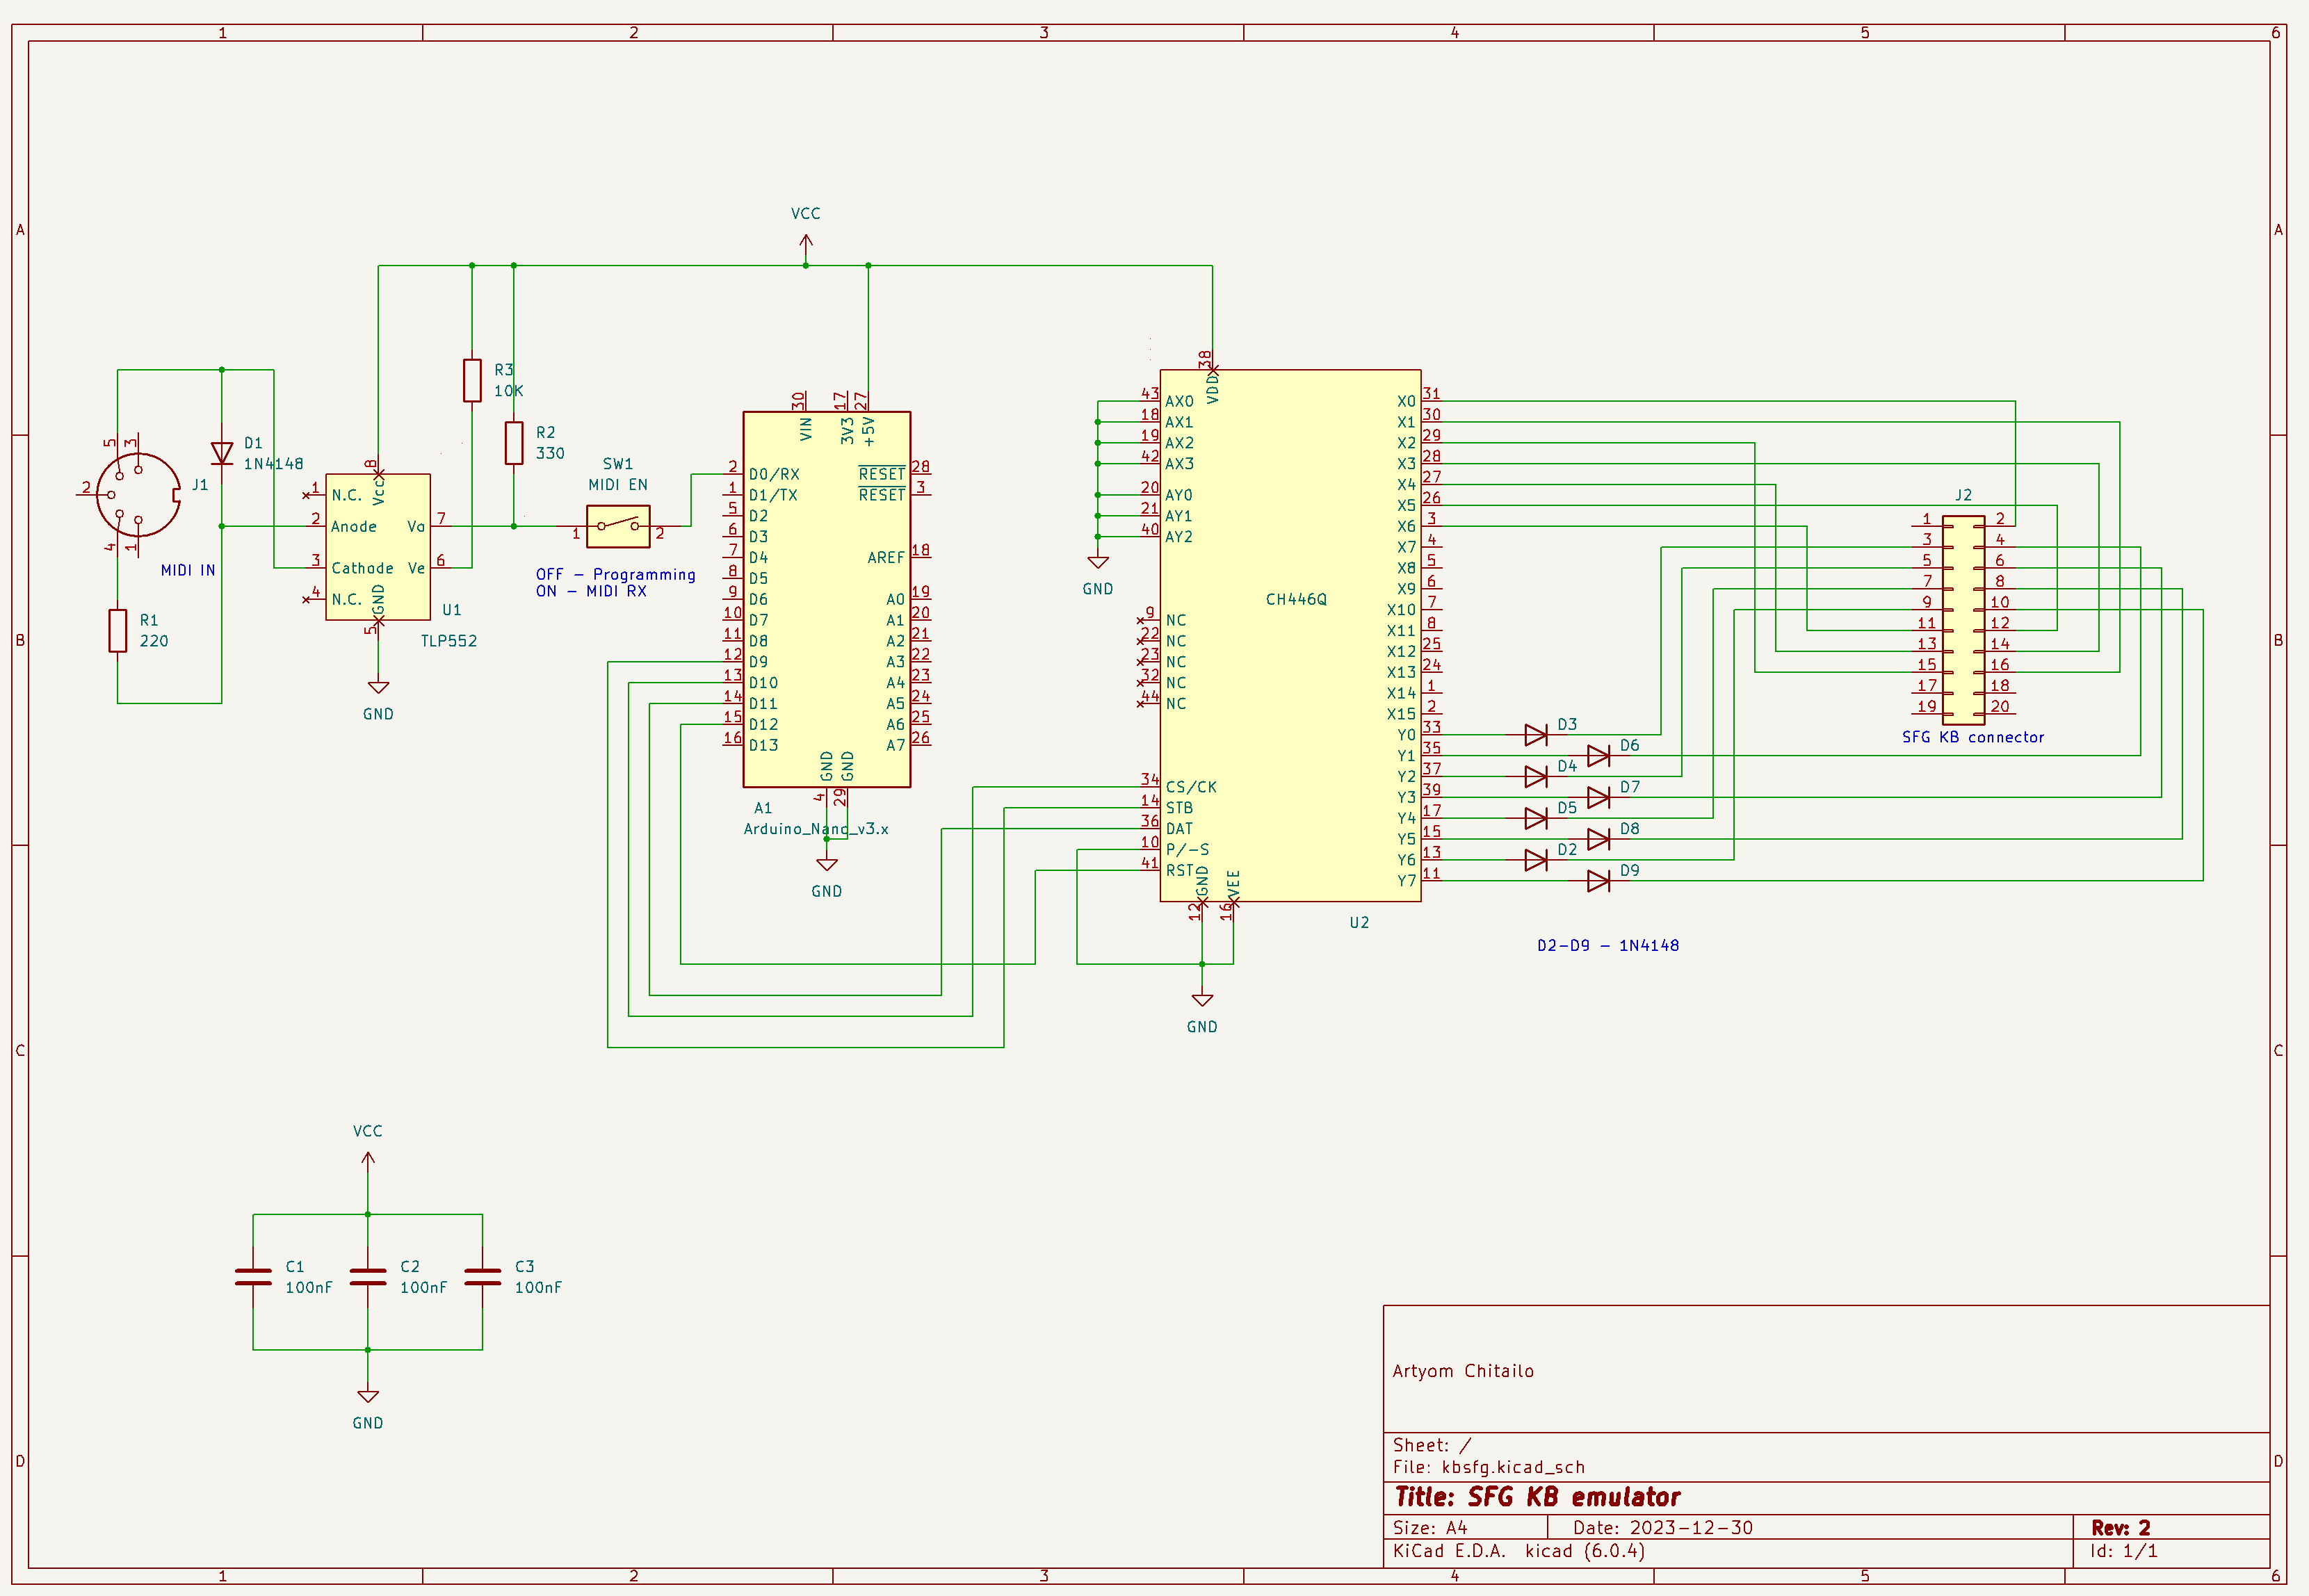 1 2 3 4 5 6
A A
VCC
R3
10K
R2
330
D1
1N4148
J1
5 3
2
4 1
MIDI IN
R1
220
1 N.C.
2 Anode
3 Cathode
4 N.C.
8 Vcc
Vo 7
Ve 6
GND 5
U1
TLP552
GND
SW1
MIDI EN
1 2
OFF - Programming
ON - MIDI RX
30 17 27
VIN 3V3 +5V
2 D0/RX RESET 28
1 D1/TX RESET 3
5 D2
6 D3
7 D4 AREF 18
8 D5
9 D6 A0 19
10 D7 A1 20
11 D8 A2 21
12 D9 A3 22
13 D10 A4 23
14 D11 A5 24
15 D12 A6 25
16 D13 A7 26
GND GND
4 29
A1
Arduino_Nano_v3.x
GND
38
VDD
43 AX0 X0 31
18 AX1 X1 30
19 AX2 X2 29
42 AX3 X3 28
X4 27
20 AY0 X5 26
21 AY1 X6 3
40 AY2 X7 4
GND
X8 5
X9 6
CH446Q
X10 7
9 NC X11 8
22 NC X12 25
23 NC X13 24
32 NC X14 1
44 NC X15 2
Y0 33
Y1 35
Y2 37
34 CS/CK Y3 39
14 STB Y4 17
36 DAT Y5 15
10 P/-S Y6 13
41 RST Y7 11
GND VEE
12 16
U2
GND
D3
D6
D4
D7
D5
D8
D2
D9
D2-D9 - 1N4148
J2
1 2
3 4
5 6
7 8
9 10
11 12
13 14
15 16
17 18
19 20
SFG KB connector
B B
C C
VCC
C1
100nF
C2
100nF
C3
100nF
GND
D D
Artyom Chitailo
Sheet: /
File: kbsfg.kicad_sch
Title: SFG KB emulator
Size: A4 Date: 2023-12-30 Rev: 2
KiCad E.D.A. kicad (6.0.4) Id: 1/1
1 2 3 4 5 6